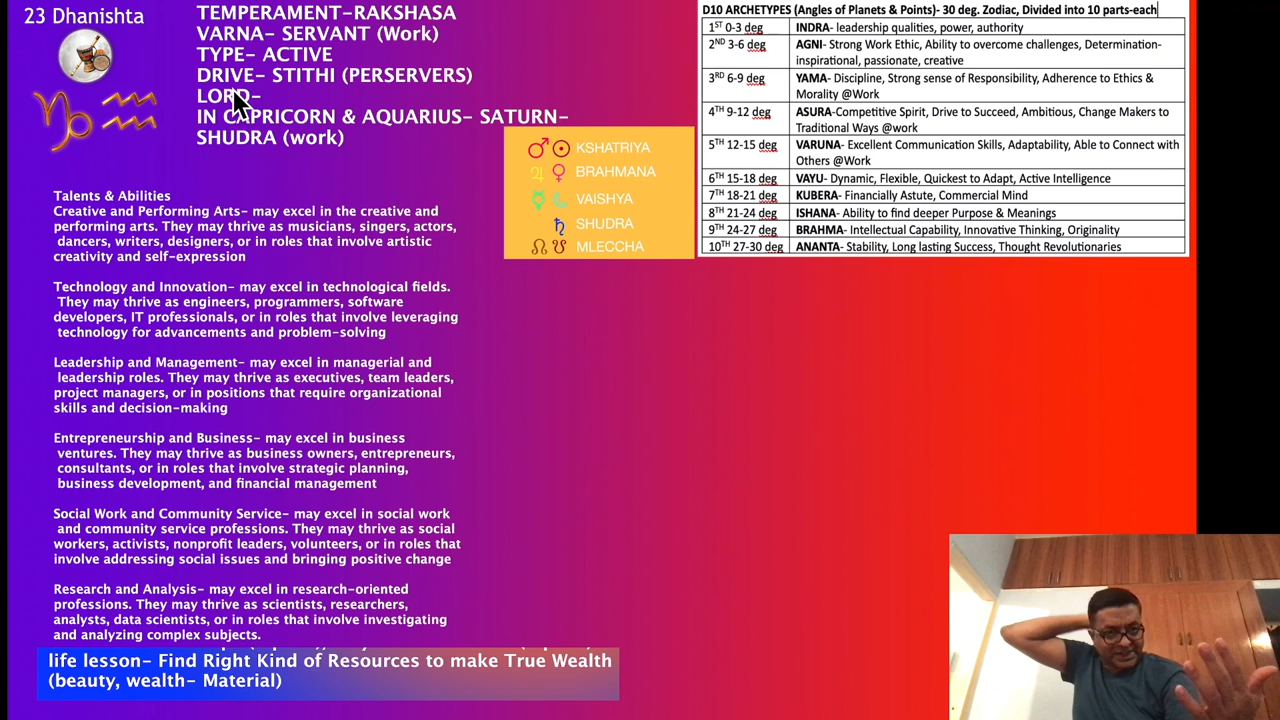 23 Dhanishta
TEMPERAMENT-RAKSHASA
VARNA- SERVANT (Work)
TYPE- ACTIVE
DRIVE- STITHI (PERSERVERS)
LORD-
IN CAPRICORN & AQUARIUS- SATURN-
SHUDRA (work)
Talents & Abilities
Creative and Performing Arts- may excel in the creative and
performing arts. They may thrive as musicians, singers, actors,
dancers, writers, designers, or in roles that involve artistic
creativity and self-expression
Technology and Innovation- may excel in technological fields.
They may thrive as engineers, programmers, software
developers, IT professionals, or in roles that involve leveraging
technology for advancements and problem-solving
Leadership and Management- may excel in managerial and
leadership roles. They may thrive as executives, team leaders,
project managers, or in positions that require organizational
skills and decision-making
Entrepreneurship and Business- may excel in business
ventures. They may thrive as business owners, entrepreneurs,
consultants, or in roles that involve strategic planning,
business development, and financial management
Social Work and Community Service- may excel in social work
and community service professions. They may thrive as social
workers, activists, nonprofit leaders, volunteers, or in roles that
involve addressing social issues and bringing positive change
Research and Analysis- may excel in research-oriented
professions. They may thrive as scientists, researchers,
analysts, data scientists, or in roles that involve investigating
and analyzing complex subjects.
life lesson- Find Right Kind of Resources to make True Wealth
(beauty, wealth- Material)
KSHATRIYA
BRAHMANA
VAISHYA
SHUDRA
MLECCHA
D10 ARCHETYPES (Angles of Planets & Points)- 30 deg. Zodiac, Divided into 10 parts-each
1ST 0-3 deg INDRA- leadership qualities, power, authority
2ND 3-6 deg AGNI- Strong Work Ethic, Ability to overcome challenges, Determination-
inspirational, passionate, creative
3RD 6-9 deg YAMA- Discipline, Strong sense of Responsibility, Adherence to Ethics &
Morality @Work
4TH 9-12 deg ASURA-Competitive Spirit, Drive to Succeed, Ambitious, Change Makers to
Traditional Ways @work
5TH 12-15 deg VARUNA- Excellent Communication Skills, Adaptability, Able to Connect with
Others @Work
6TH 15-18 deg VAYU- Dynamic, Flexible, Quickest to Adapt, Active Intelligence
7TH 18-21 deg KUBERA- Financially Astute, Commercial Mind
8TH 21-24 deg ISHANA- Ability to find deeper Purpose & Meanings
9TH 24-27 deg BRAHMA- Intellectual Capability, Innovative Thinking, Originality
10TH 27-30 deg ANANTA- Stability, Long lasting Success, Thought Revolutionaries